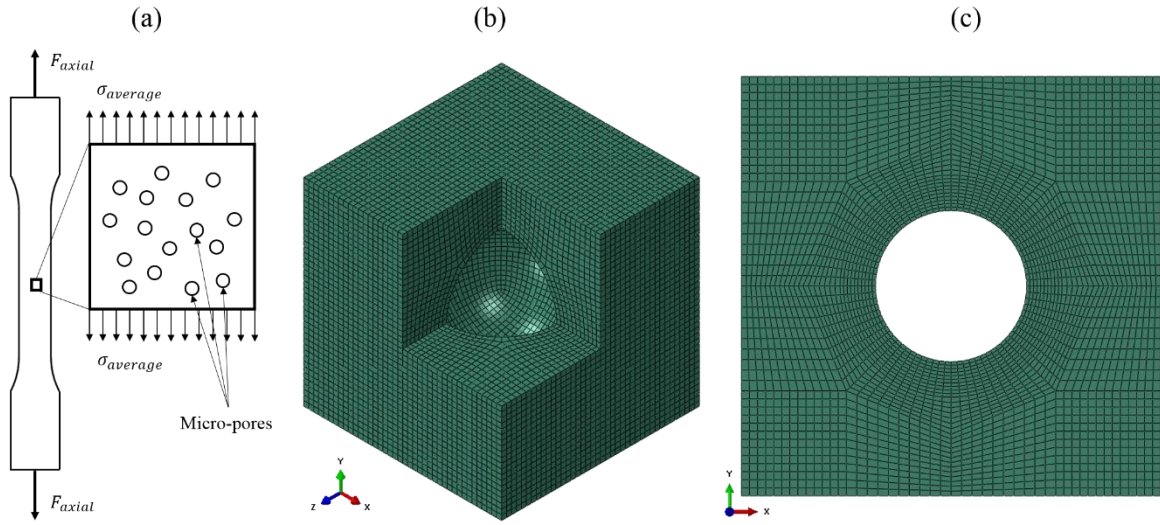 (a)
(b)
(c)
F_axial
σ_average
σ_average
Micro-pores
F_axial
Y
Z
X
Y
X